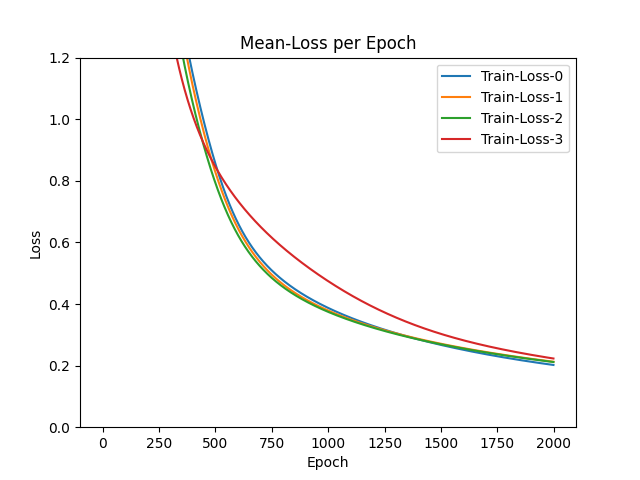 Mean-Loss per Epoch
1.2
1.0
0.8
0.6
0.4
0.2
0.0
Loss
Train-Loss-0
Train-Loss-1
Train-Loss-2
Train-Loss-3
0 250 500 750 1000 1250 1500 1750 2000
Epoch